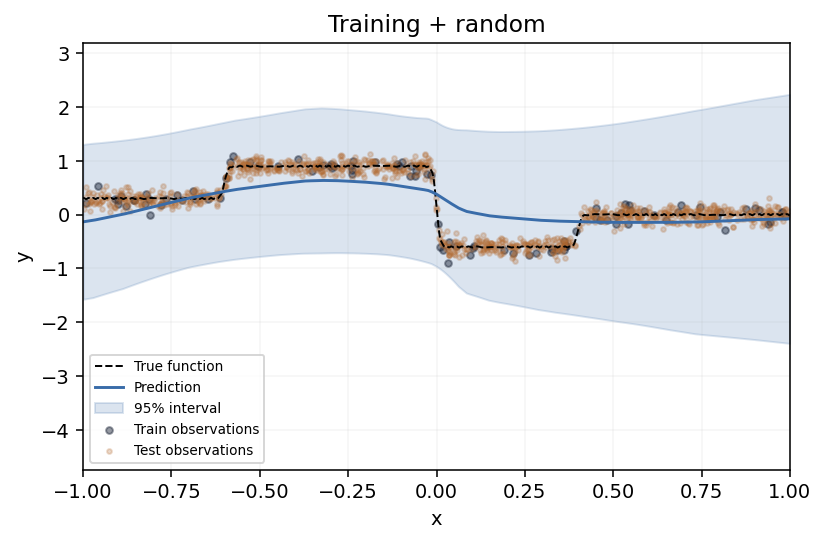 Training + random
3
2
1
0
−1
−2
−3
−4
y
True function
Prediction
95% interval
Train observations
Test observations
−1.00 −0.75 −0.50 −0.25 0.00 0.25 0.50 0.75 1.00
x